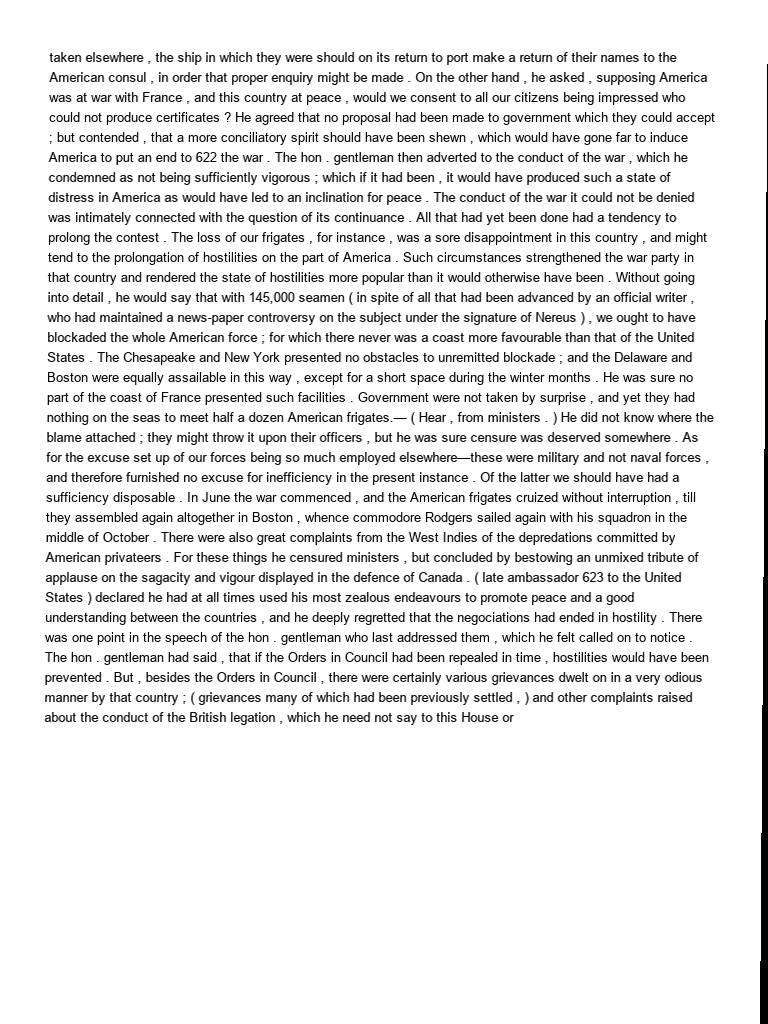 taken elsewhere , the ship in which they were should on its return to port make a return of their names to the
American consul , in order that proper enquiry might be made . On the other hand , he asked , supposing America
was at war with France , and this country at peace , would we consent to all our citizens being impressed who
could not produce certificates ? He agreed that no proposal had been made to government which they could accept
; but contended , that a more conciliatory spirit should have been shewn , which would have gone far to induce
America to put an end to 622 the war . The hon . gentleman then adverted to the conduct of the war , which he
condemned as not being sufficiently vigorous ; which if it had been , it would have produced such a state of
distress in America as would have led to an inclination for peace . The conduct of the war it could not be denied
was intimately connected with the question of its continuance . All that had yet been done had a tendency to
prolong the contest . The loss of our frigates , for instance , was a sore disappointment in this country , and might
tend to the prolongation of hostilities on the part of America . Such circumstances strengthened the war party in
that country and rendered the state of hostilities more popular than it would otherwise have been . Without going
into detail , he would say that with 145,000 seamen ( in spite of all that had been advanced by an official writer ,
who had maintained a news-paper controversy on the subject under the signature of Nereus ) , we ought to have
blockaded the whole American force ; for which there never was a coast more favourable than that of the United
States . The Chesapeake and New York presented no obstacles to unremitted blockade ; and the Delaware and
Boston were equally assailable in this way , except for a short space during the winter months . He was sure no
part of the coast of France presented such facilities . Government were not taken by surprise , and yet they had
nothing on the seas to meet half a dozen American frigates.— ( Hear , from ministers . ) He did not know where the
blame attached ; they might throw it upon their officers , but he was sure censure was deserved somewhere . As
for the excuse set up of our forces being so much employed elsewhere—these were military and not naval forces ,
and therefore furnished no excuse for inefficiency in the present instance . Of the latter we should have had a
sufficiency disposable . In June the war commenced , and the American frigates cruized without interruption , till
they assembled again altogether in Boston , whence commodore Rodgers sailed again with his squadron in the
middle of October . There were also great complaints from the West Indies of the depredations committed by
American privateers . For these things he censured ministers , but concluded by bestowing an unmixed tribute of
applause on the sagacity and vigour displayed in the defence of Canada . ( late ambassador 623 to the United
States ) declared he had at all times used his most zealous endeavours to promote peace and a good
understanding between the countries , and he deeply regretted that the negociations had ended in hostility . There
was one point in the speech of the hon . gentleman who last addressed them , which he felt called on to notice .
The hon . gentleman had said , that if the Orders in Council had been repealed in time , hostilities would have been
prevented . But , besides the Orders in Council , there were certainly various grievances dwelt on in a very odious
manner by that country ; ( grievances many of which had been previously settled , ) and other complaints raised
about the conduct of the British legation , which he need not say to this House or